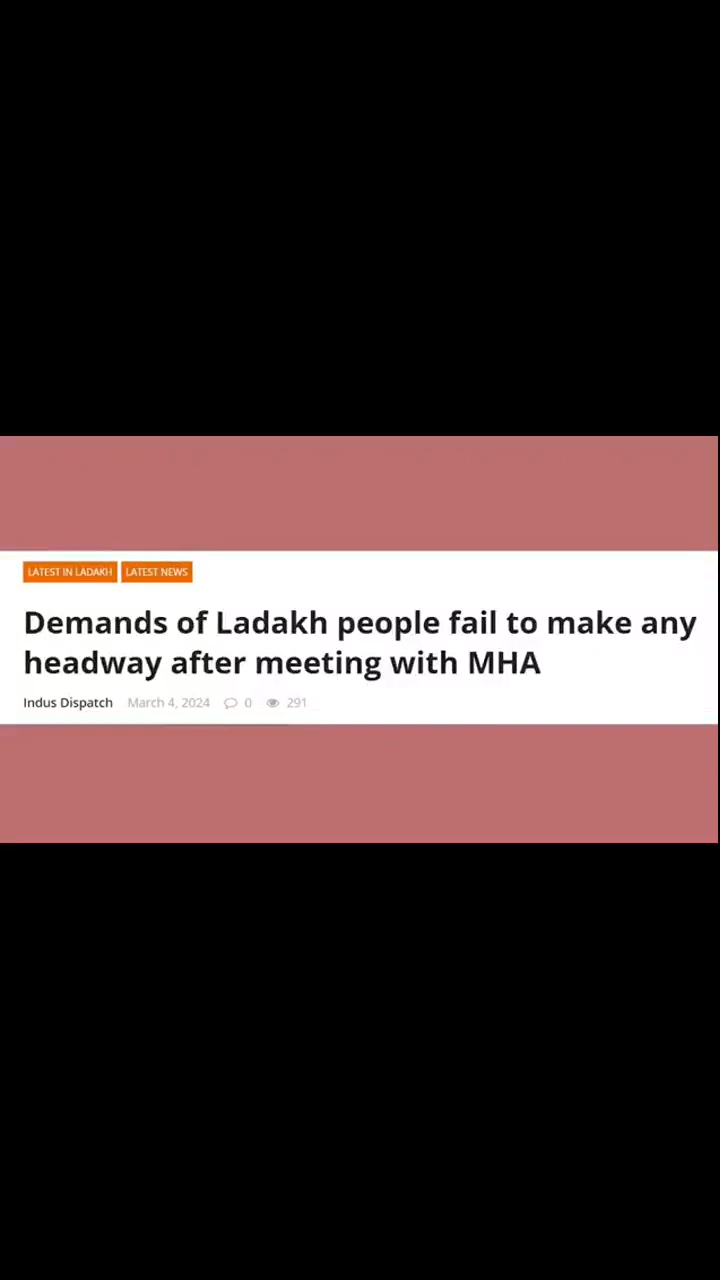 LATEST IN LADAKH LATEST NEWS
Demands of Ladakh people fail to make any
headway after meeting with MHA
Indus Dispatch March 4, 2024 0 291